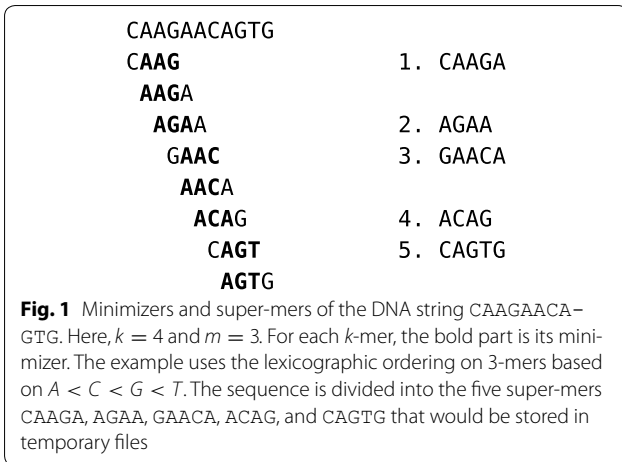 CAAGAACAGTG
CAAG 1. CAAGA
AAGA
AGAA 2. AGAA
GAAC 3. GAACA
AACA
ACAG 4. ACAG
CAGT 5. CAGTG
AGTG
Fig. 1 Minimizers and super-mers of the DNA string CAAGAACA-
GTG. Here, k = 4 and m = 3. For each k-mer, the bold part is its mini-
mizer. The example uses the lexicographic ordering on 3-mers based
on A < C < G < T. The sequence is divided into the five super-mers
CAAGA, AGAA, GAACA, ACAG, and CAGTG that would be stored in
temporary files